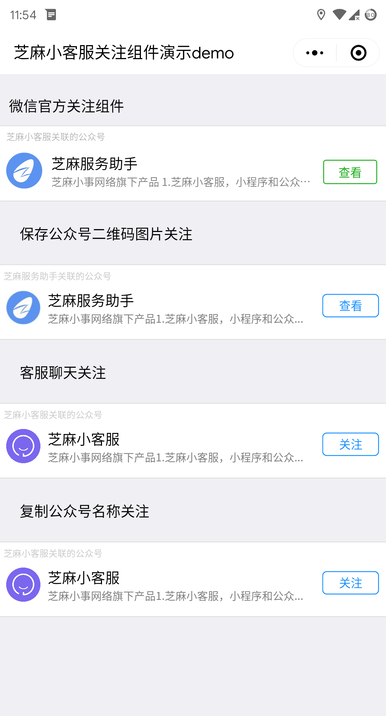 11:54
芝麻小客服关注组件演示demo
微信官方关注组件
芝麻小客服关联的公众号
芝麻服务助手
芝麻小事网络旗下产品 1.芝麻小客服，小程序和公众…
查看
保存公众号二维码图片关注
芝麻服务助手关联的公众号
芝麻服务助手
芝麻小事网络旗下产品1.芝麻小客服，小程序和公众...
查看
客服聊天关注
芝麻小客服关联的公众号
芝麻小客服
芝麻小事网络旗下产品1.芝麻小客服，小程序和公众...
关注
复制公众号名称关注
芝麻小客服关联的公众号
芝麻小客服
芝麻小事网络旗下产品1.芝麻小客服，小程序和公众...
关注